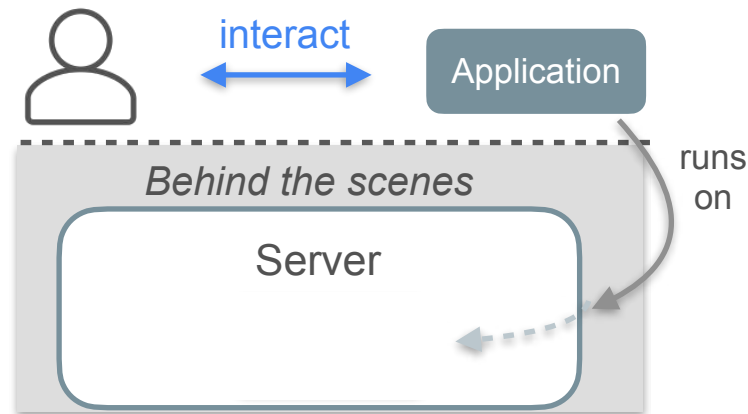 interact
Application
runs
on
Behind the scenes
Server